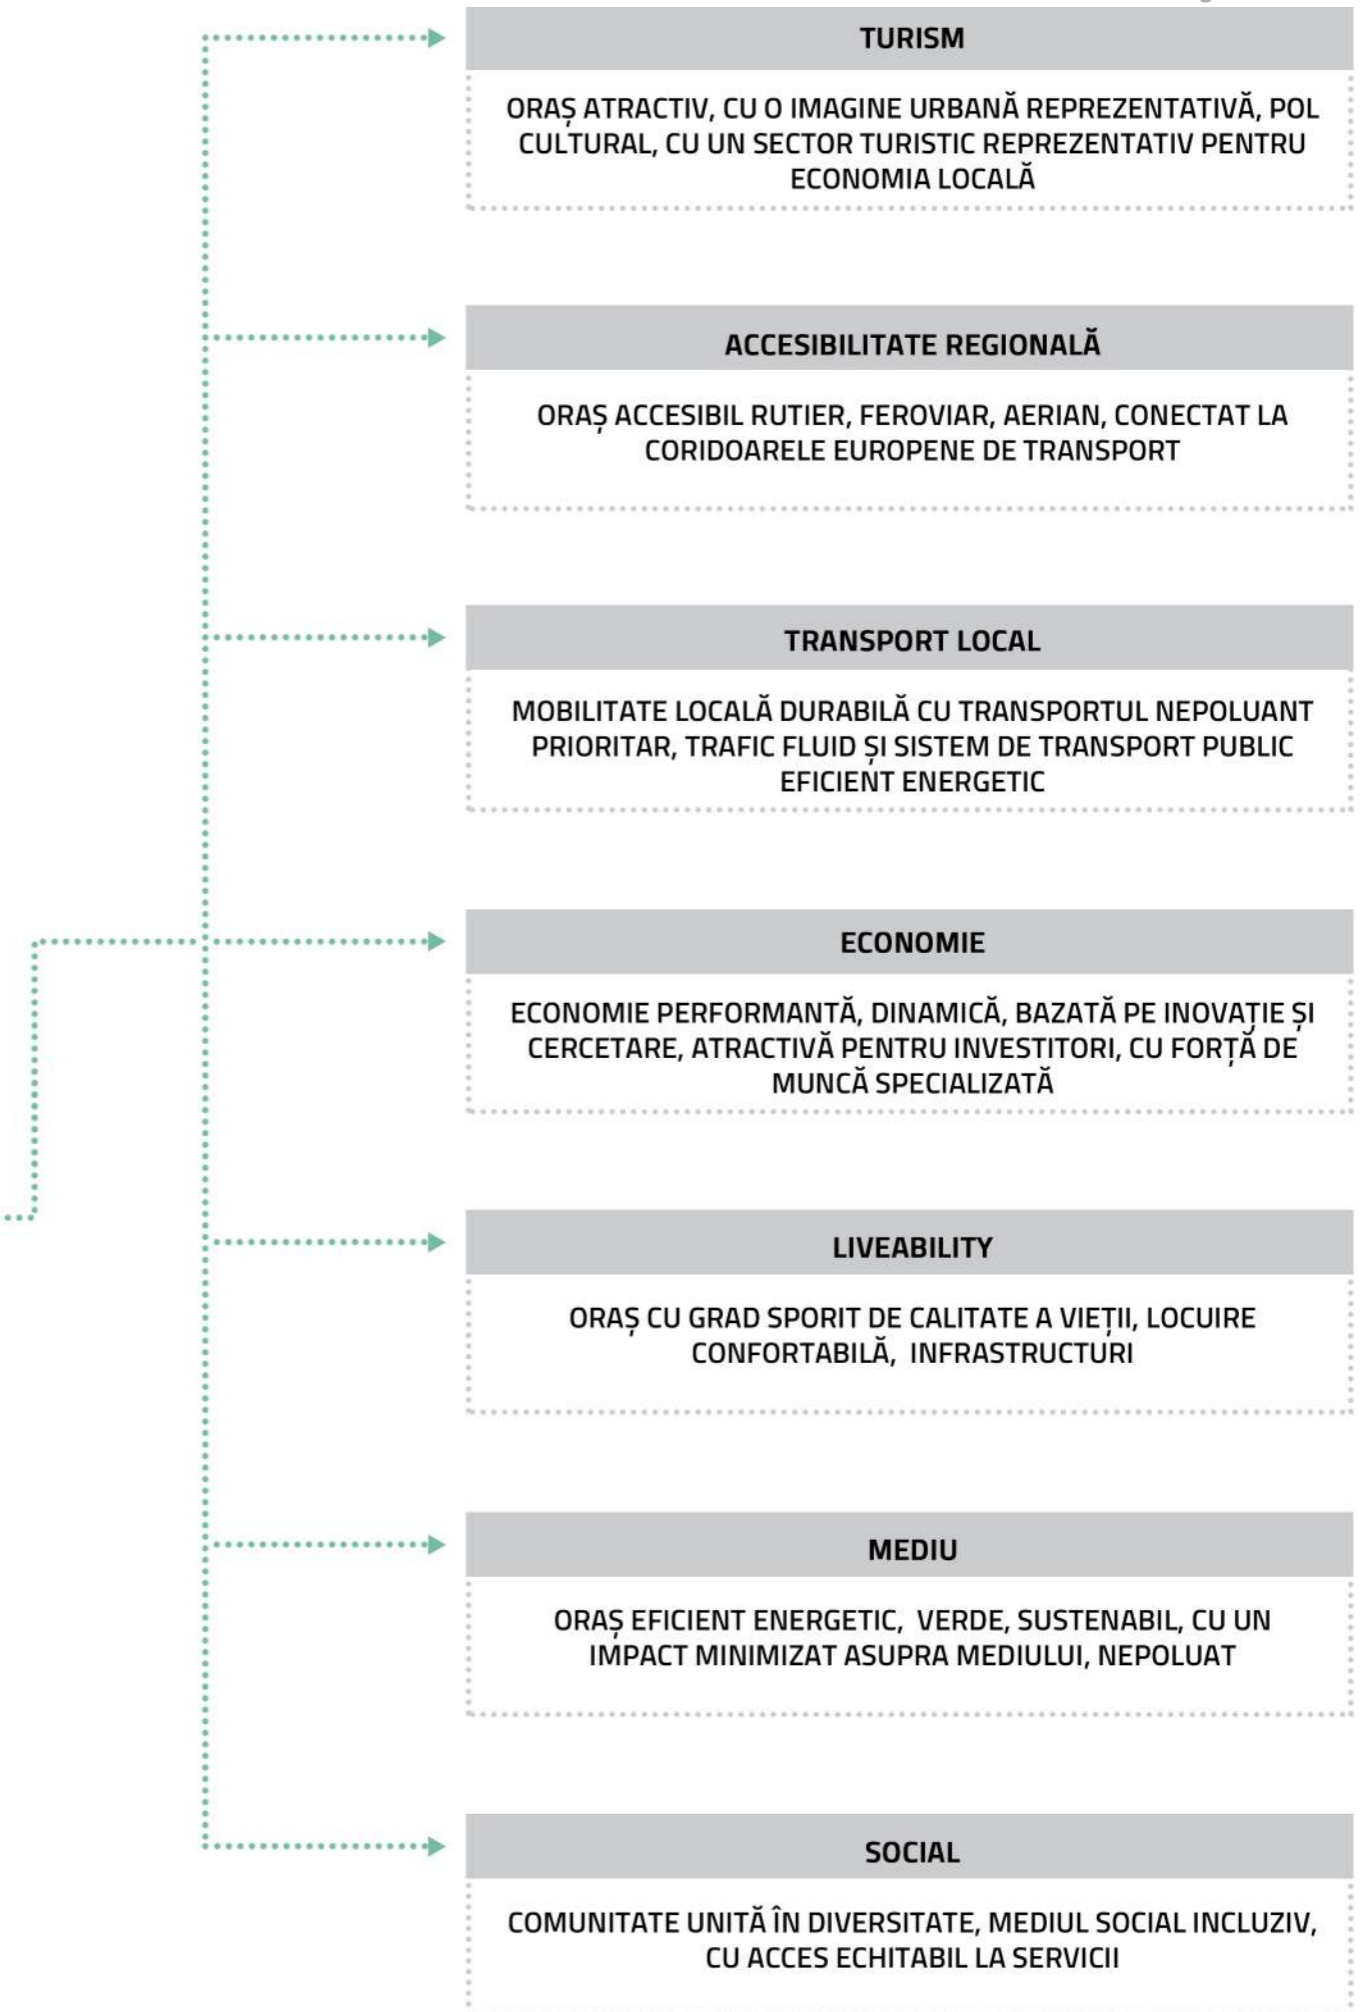 TURISM
ORAȘ ATRACTIV, CU O IMAGINE URBANĂ REPREZENTATIVĂ, POL
CULTURAL, CU UN SECTOR TURISTIC REPREZENTATIV PENTRU
ECONOMIA LOCALĂ
ACCESIBILITATE REGIONALĂ
ORAȘ ACCESIBIL RUTIER, FEROVIAR, AERIAN, CONECTAT LA
CORIDOARELE EUROPENE DE TRANSPORT
TRANSPORT LOCAL
MOBILITATE LOCALĂ DURABILĂ CU TRANSPORTUL NEPOLUANT
PRIORITAR, TRAFIC FLUID ȘI SISTEM DE TRANSPORT PUBLIC
EFICIENT ENERGETIC
ECONOMIE
ECONOMIE PERFORMANTĂ, DINAMICĂ, BAZATĂ PE INOVAȚIE ȘI
CERCETARE, ATRACTIVĂ PENTRU INVESTITORI, CU FORȚĂ DE
MUNCĂ SPECIALIZATĂ
LIVEABILITY
ORAȘ CU GRAD SPORIT DE CALITATE A VIEȚII, LOCUIRE
CONFORTABILĂ, INFRASTRUCTURI
MEDIU
ORAȘ EFICIENT ENERGETIC, VERDE, SUSTENABIL, CU UN
IMPACT MINIMIZAT ASUPRA MEDIULUI, NEPOLUAT
SOCIAL
COMUNITATE UNITĂ ÎN DIVERSITATE, MEDIUL SOCIAL INCLUZIV,
CU ACCES ECHITABIL LA SERVICII